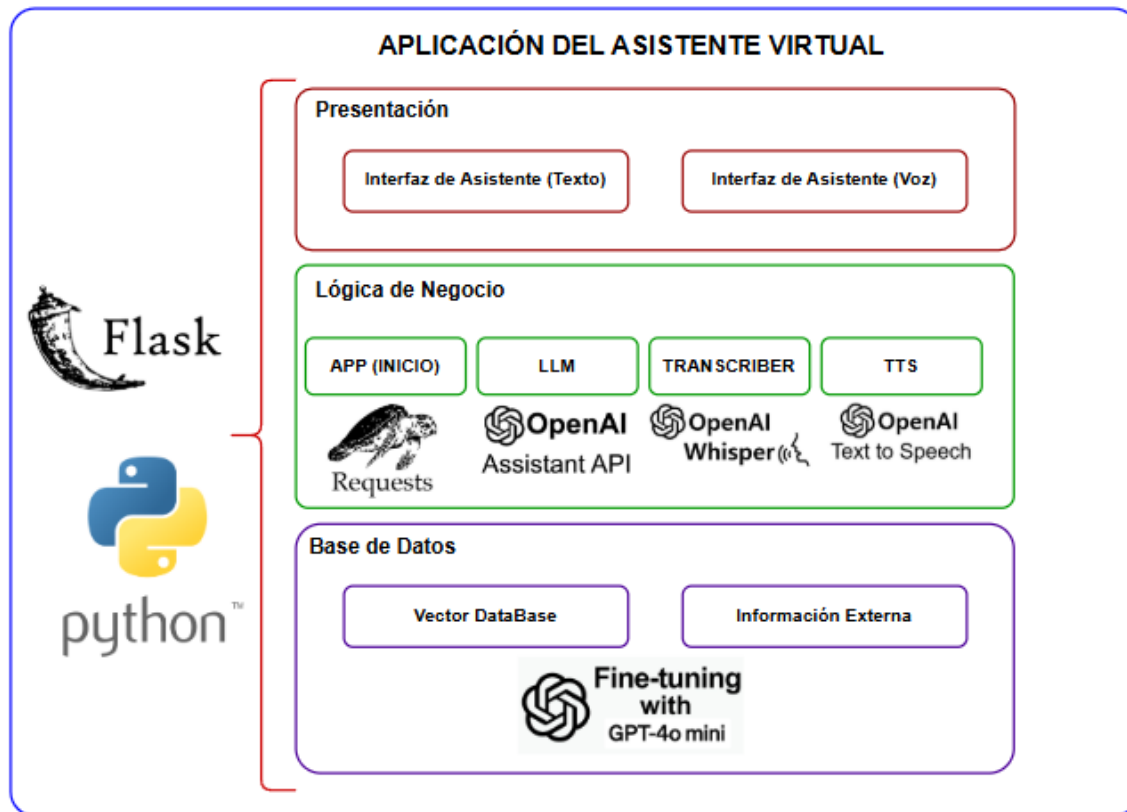 APLICACIÓN DEL ASISTENTE VIRTUAL
Presentación
Interfaz de Asistente (Texto)
Interfaz de Asistente (Voz)
Flask
python™
Lógica de Negocio
APP (INICIO)
LLM
TRANSCRIBER
TTS
Requests
OpenAI
Assistant API
OpenAI
Whisper
OpenAI
Text to Speech
Base de Datos
Vector DataBase
Información Externa
Fine-tuning
with
GPT-4o mini